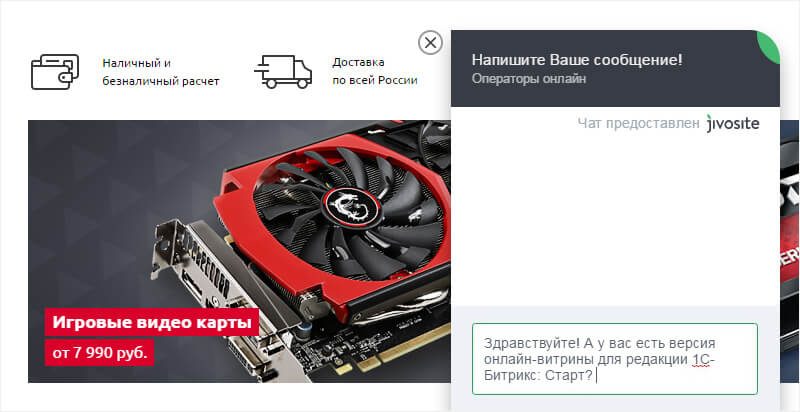 Наличный и
безналичный расчет
Доставка
по всей России
Игровые видео карты
от 7 990 руб.
Напишите Ваше сообщение!
Операторы онлайн
Чат предоставлен jivosite
Здравствуйте! А у вас есть версия
онлайн-витрины для редакции 1С-
Битрикс: Старт?